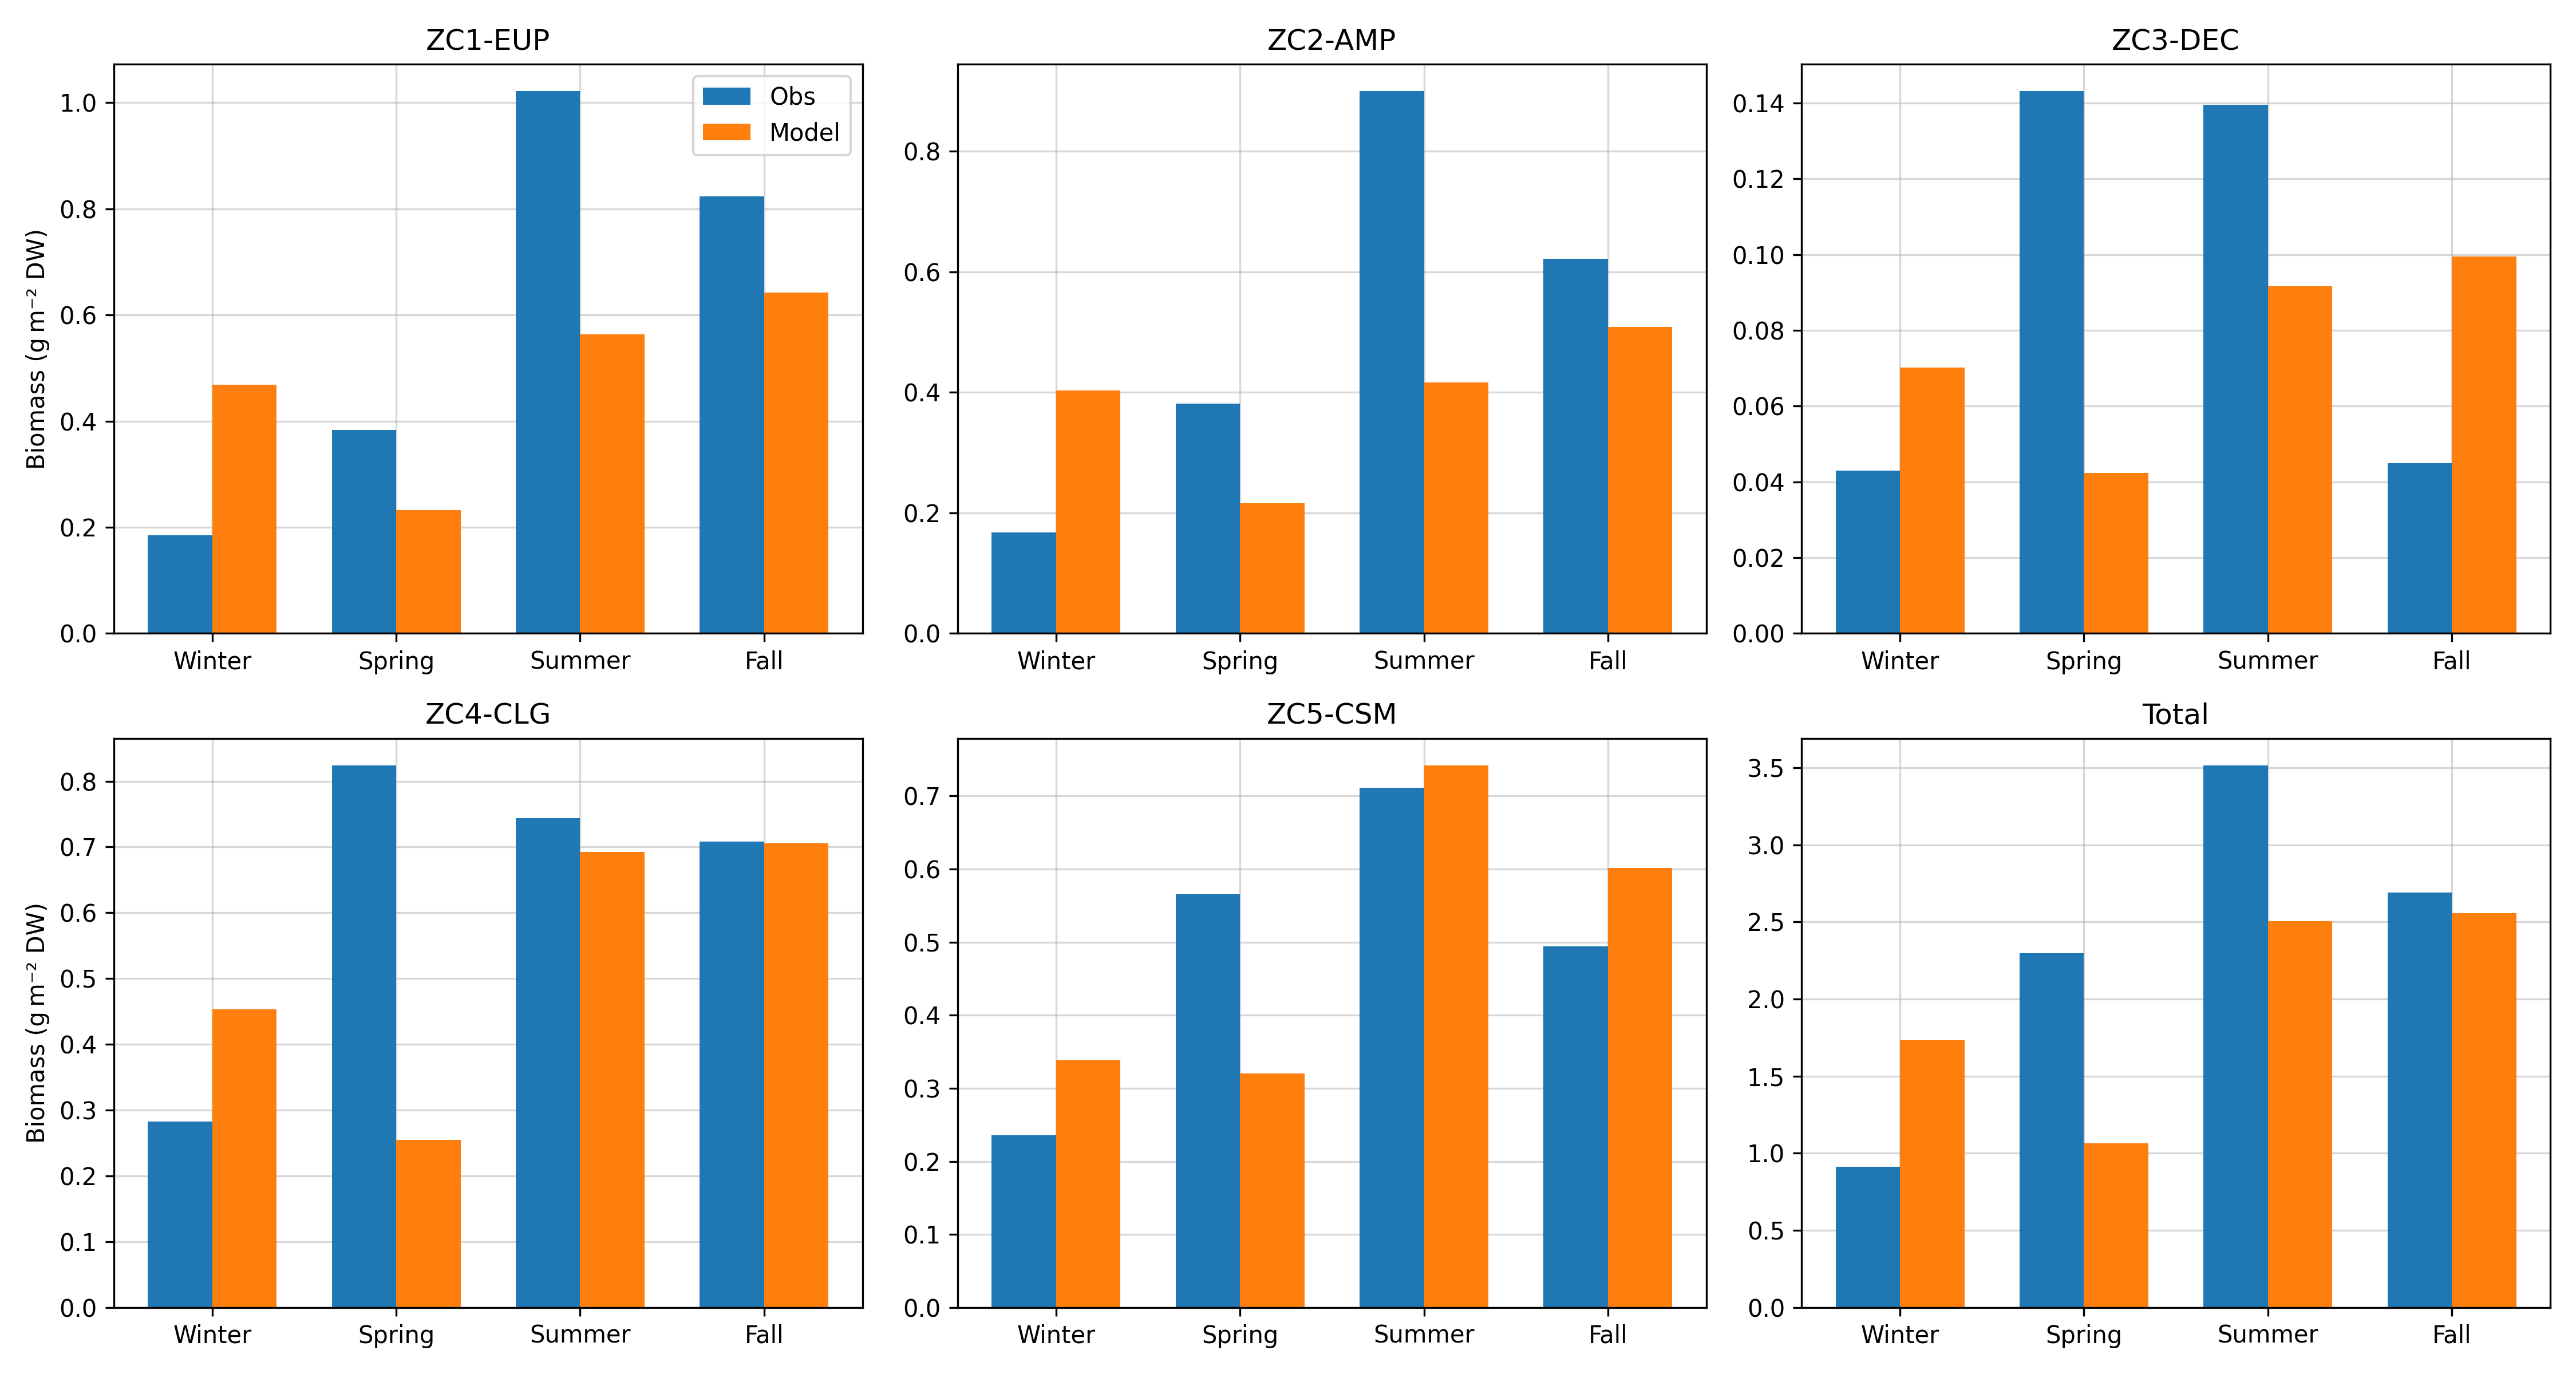 ZC1-EUP
Biomass (g m⁻² DW)
1.0
0.8
0.6
0.4
0.2
0.0
Obs
Model
Winter Spring Summer Fall
ZC2-AMP
0.8
0.6
0.4
0.2
0.0
Winter Spring Summer Fall
ZC3-DEC
0.14
0.12
0.10
0.08
0.06
0.04
0.02
0.00
Winter Spring Summer Fall
ZC4-CLG
Biomass (g m⁻² DW)
0.8
0.7
0.6
0.5
0.4
0.3
0.2
0.1
0.0
Winter Spring Summer Fall
ZC5-CSM
0.7
0.6
0.5
0.4
0.3
0.2
0.1
0.0
Winter Spring Summer Fall
Total
3.5
3.0
2.5
2.0
1.5
1.0
0.5
0.0
Winter Spring Summer Fall